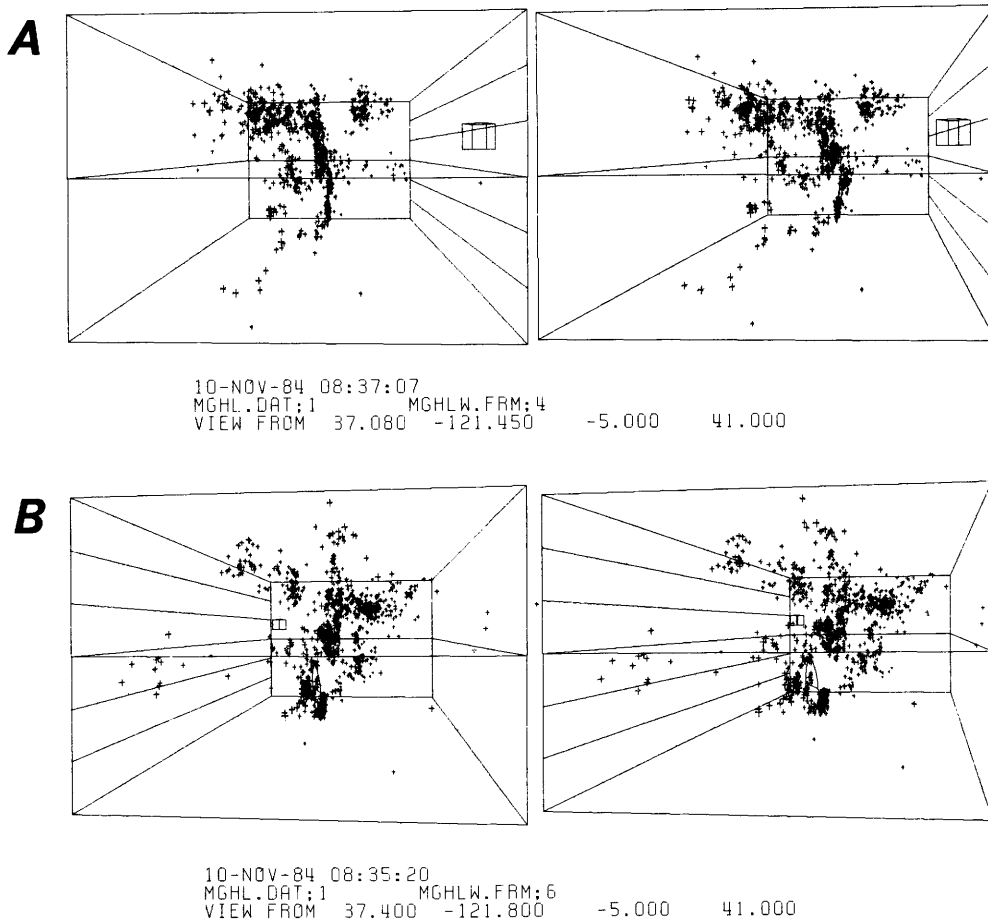 A
10-NOV-84 08:37:07
MGHL.DAT;1 MGHLW.FRM;4
VIEW FROM 37.080 -121.450 -5.000 41.000
B
10-NOV-84 08:35:20
MGHL.DAT;1 MGHLW.FRM;6
VIEW FROM 37.400 -121.800 -5.000 41.000